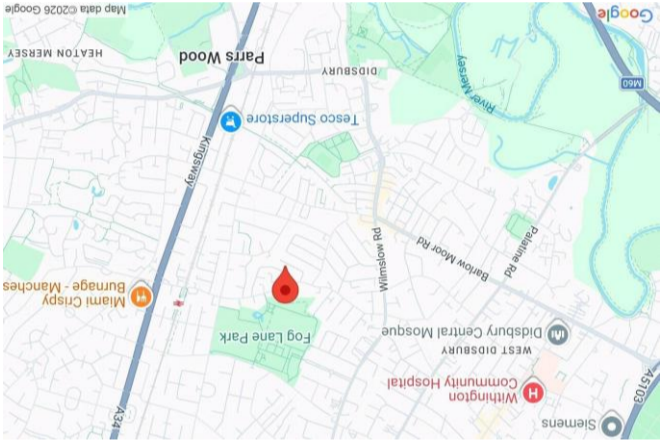 Siemens
A5103
A34
Withington
Community Hospital
WEST DIDSBURY
Didsbury Central Mosque
Fog Lane Park
Miami Crispy
Burnage - Manches
Barlow Moor Rd
Palatine Rd
Wilmslow Rd
Kingsway
Tesco Superstore
DIDSBURY
Parrs Wood
HEATON MERSEY
River Mersey
M60
Google
Map data ©2026 Google